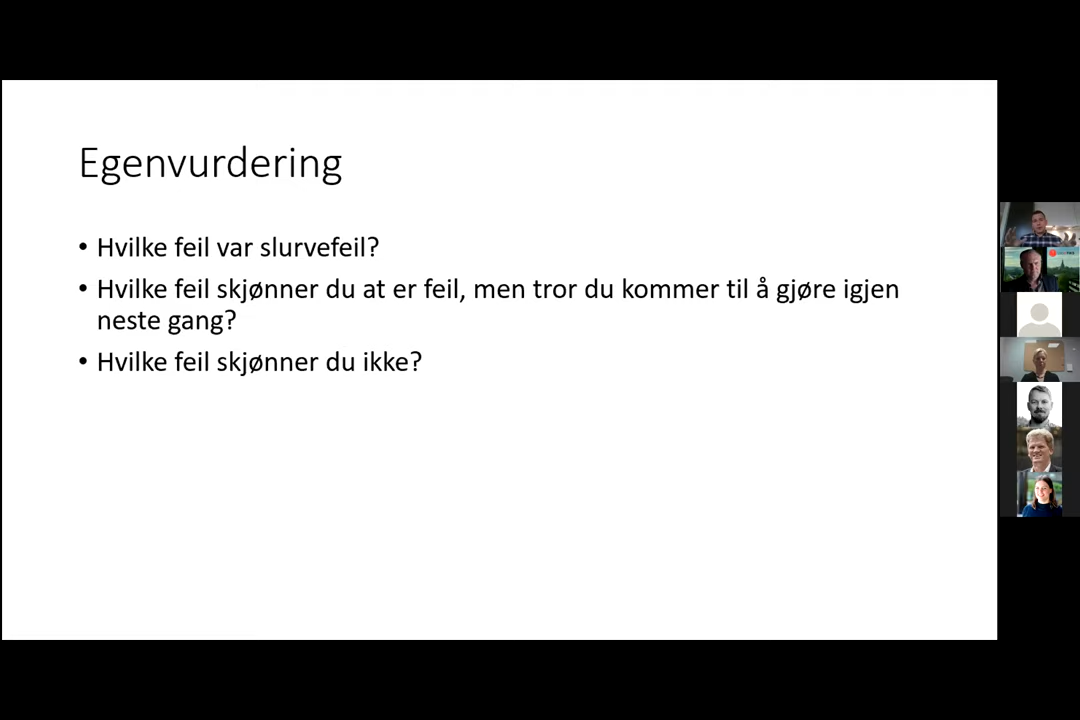 Egenvurdering
• Hvilke feil var slurvefeil?
• Hvilke feil skjønner du at er feil, men tror du kommer til å gjøre igjen
neste gang?
• Hvilke feil skjønner du ikke?